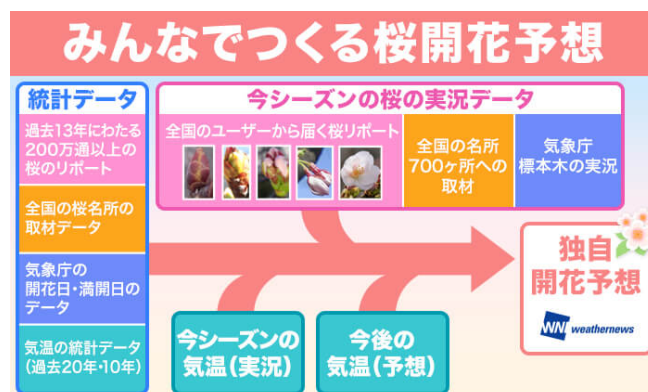 みんなでつくる桜開花予想
統計データ
過去13年にわたる
200万通以上の
桜のリポート
全国の桜名所の
取材データ
気象庁の
開花日・満開日の
データ
気温の統計データ
(過去20年・10年)
今シーズンの桜の実況データ
全国のユーザーから届く桜リポート
全国の名所
700ヶ所への
取材
気象庁
標本木の実況
今シーズンの
気温(実況)
今後の
気温(予想)
独自
開花予想
WN weathernews